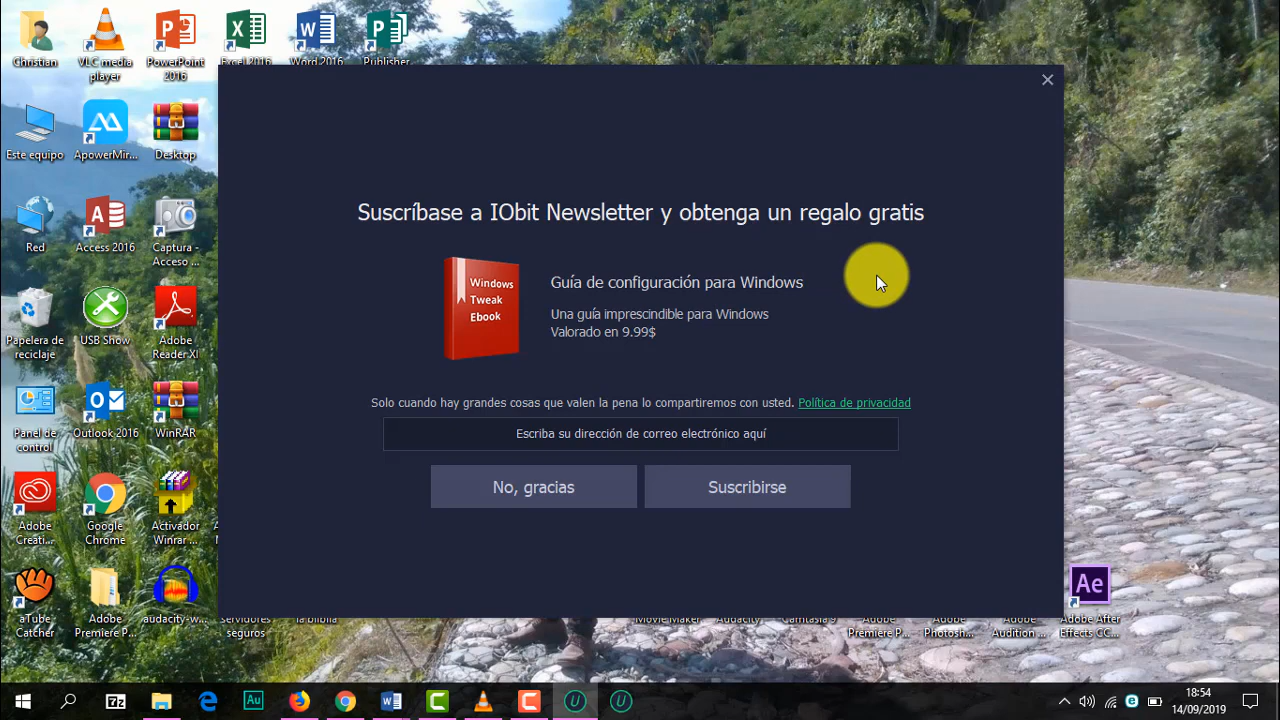 Christian
VLC media
player
PowerPoint
2016
Excel 2016
Word 2016
Publisher
Este equipo
ApowerMir...
Desktop
Red
Access 2016
Captura -
Acceso ...
Papelera de
reciclaje
USB Show
Adobe
Reader XI
Panel de
control
Outlook 2016
WinRAR
Adobe
Creati...
Google
Chrome
Activador
Winrar ...
aTube
Catcher
Adobe
Premiere P...
audacity-w...
servidores
seguros
la biblia
Suscríbase a IObit Newsletter y obtenga un regalo gratis
Windows
Tweak
Ebook
Guía de configuración para Windows
Una guía imprescindible para Windows
Valorado en 9.99$
Solo cuando hay grandes cosas que valen la pena lo compartiremos con usted. Política de privacidad
Escriba su dirección de correo electrónico aquí
No, gracias
Suscribirse
Movie Maker
Audacity
Camtasia 9
Adobe
Premiere P...
Adobe
Photosh...
Adobe
Audition ...
Ae
Adobe After
Effects CC...
7z
Au
18:54
14/09/2019